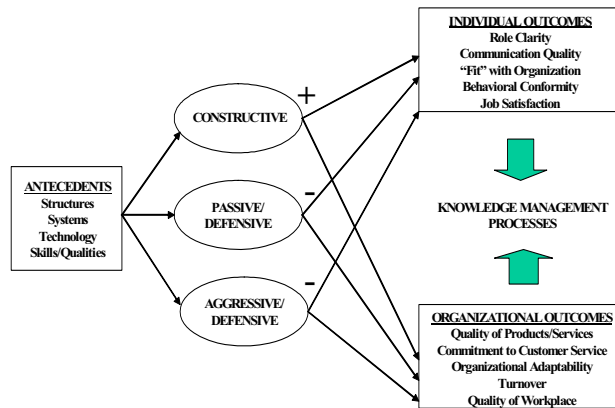 ANTECEDENTS
Structures
Systems
Technology
Skills/Qualities
+
CONSTRUCTIVE
-
PASSIVE/
DEFENSIVE
-
AGGRESSIVE/
DEFENSIVE
INDIVIDUAL OUTCOMES
Role Clarity
Communication Quality
“Fit” with Organization
Behavioral Conformity
Job Satisfaction
KNOWLEDGE MANAGEMENT
PROCESSES
ORGANIZATIONAL OUTCOMES
Quality of Products/Services
Commitment to Customer Service
Organizational Adaptability
Turnover
Quality of Workplace